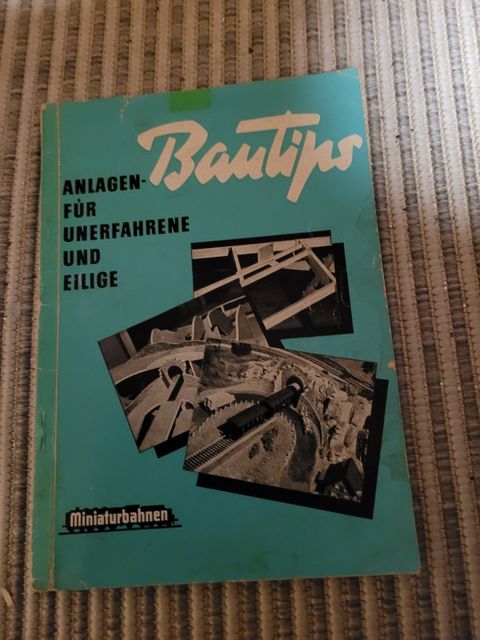 ANLAGEN-Bautips
FÜR
UNERFAHRENE
UND
EILIGE
Miniaturbahnen